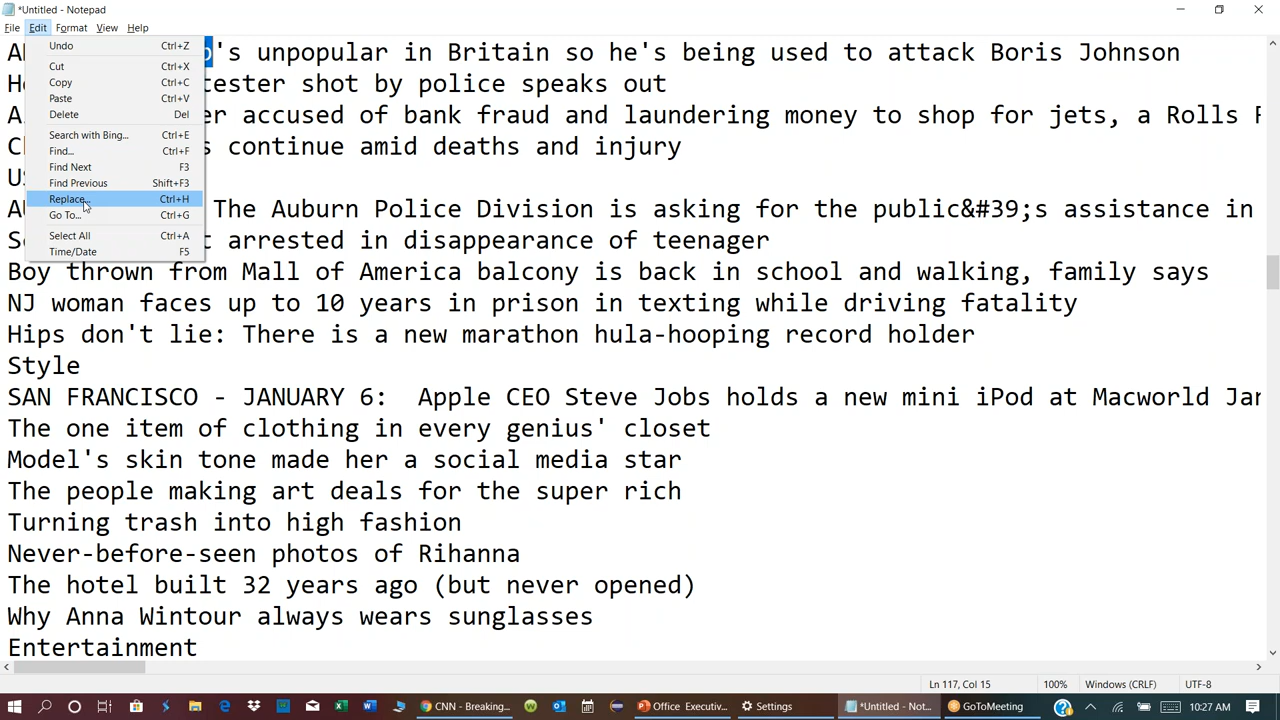 *Untitled - Notepad
File Edit Format View Help
Undo Ctrl+Z
Cut Ctrl+X
Copy Ctrl+C
Paste Ctrl+V
Delete Del
Search with Bing... Ctrl+E
Find... Ctrl+F
Find Next F3
Find Previous Shift+F3
Replace... Ctrl+H
Go To... Ctrl+G
Select All Ctrl+A
Time/Date F5
's unpopular in Britain so he's being used to attack Boris Johnson
tester shot by police speaks out
er accused of bank fraud and laundering money to shop for jets, a Rolls
s continue amid deaths and injury
The Auburn Police Division is asking for the public&#39;s assistance in
t arrested in disappearance of teenager
Boy thrown from Mall of America balcony is back in school and walking, family says
NJ woman faces up to 10 years in prison in texting while driving fatality
Hips don't lie: There is a new marathon hula-hooping record holder
Style
SAN FRANCISCO - JANUARY 6:  Apple CEO Steve Jobs holds a new mini iPod at Macworld Jan
The one item of clothing in every genius' closet
Model's skin tone made her a social media star
The people making art deals for the super rich
Turning trash into high fashion
Never-before-seen photos of Rihanna
The hotel built 32 years ago (but never opened)
Why Anna Wintour always wears sunglasses
Entertainment
Ln 117, Col 15 100% Windows (CRLF) UTF-8
CNN - Breaking... Office Executiv... Settings *Untitled - Not... GoToMeeting 10:27 AM